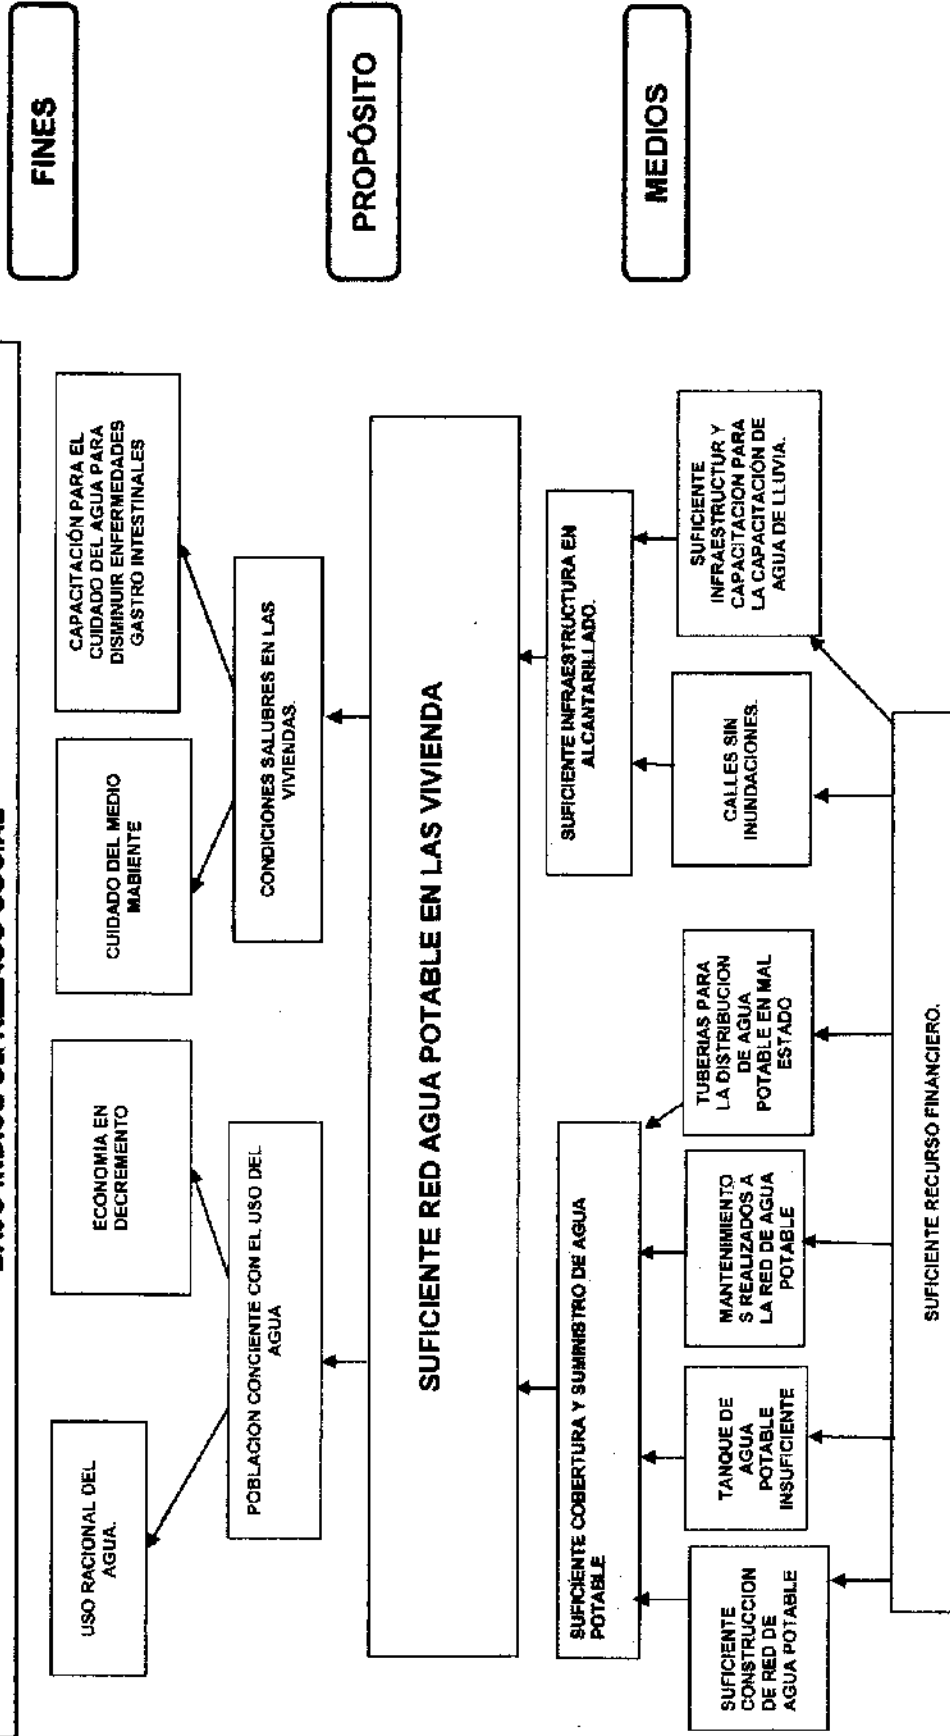 USO RACIONAL DEL
AGUA.
ECONOMIA EN
DECREMENTO
CUIDADO DEL MEDIO
MABIENTE
CAPACITACIÓN PARA EL
CUIDADO DEL AGUA PARA
DISMINUIR ENFERMEDADES
GASTRO INTESTINALES
FINES
POBLACION CONCIENTE CON EL USO DEL
AGUA
CONDICIONES SALUBRES EN LAS
VIVIENDAS.
SUFICIENTE RED AGUA POTABLE EN LAS VIVIENDA
PROPÓSITO
SUFICIENTE COBERTURA Y SUMINISTRO DE AGUA
POTABLE
SUFICIENTE INFRAESTRUCTURA EN
ALCANTARILLADO.
SUFICIENTE
CONSTRUCCION
DE RED DE
AGUA POTABLE
TANQUE DE
AGUA
POTABLE
INSUFICIENTE
MANTENIMIENTO
S REALIZADOS A
LA RED DE AGUA
POTABLE
TUBERIAS PARA
LA DISTRIBUCION
DE AGUA
POTABLE EN MAL
ESTADO
CALLES SIN
INUNDACIONES.
SUFICIENTE
INFRAESTRUCTUR Y
CAPACITACION PARA
LA CAPACITACIÓN DE
AGUA DE LLUVIA.
MEDIOS
SUFICIENTE RECURSO FINANCIERO.